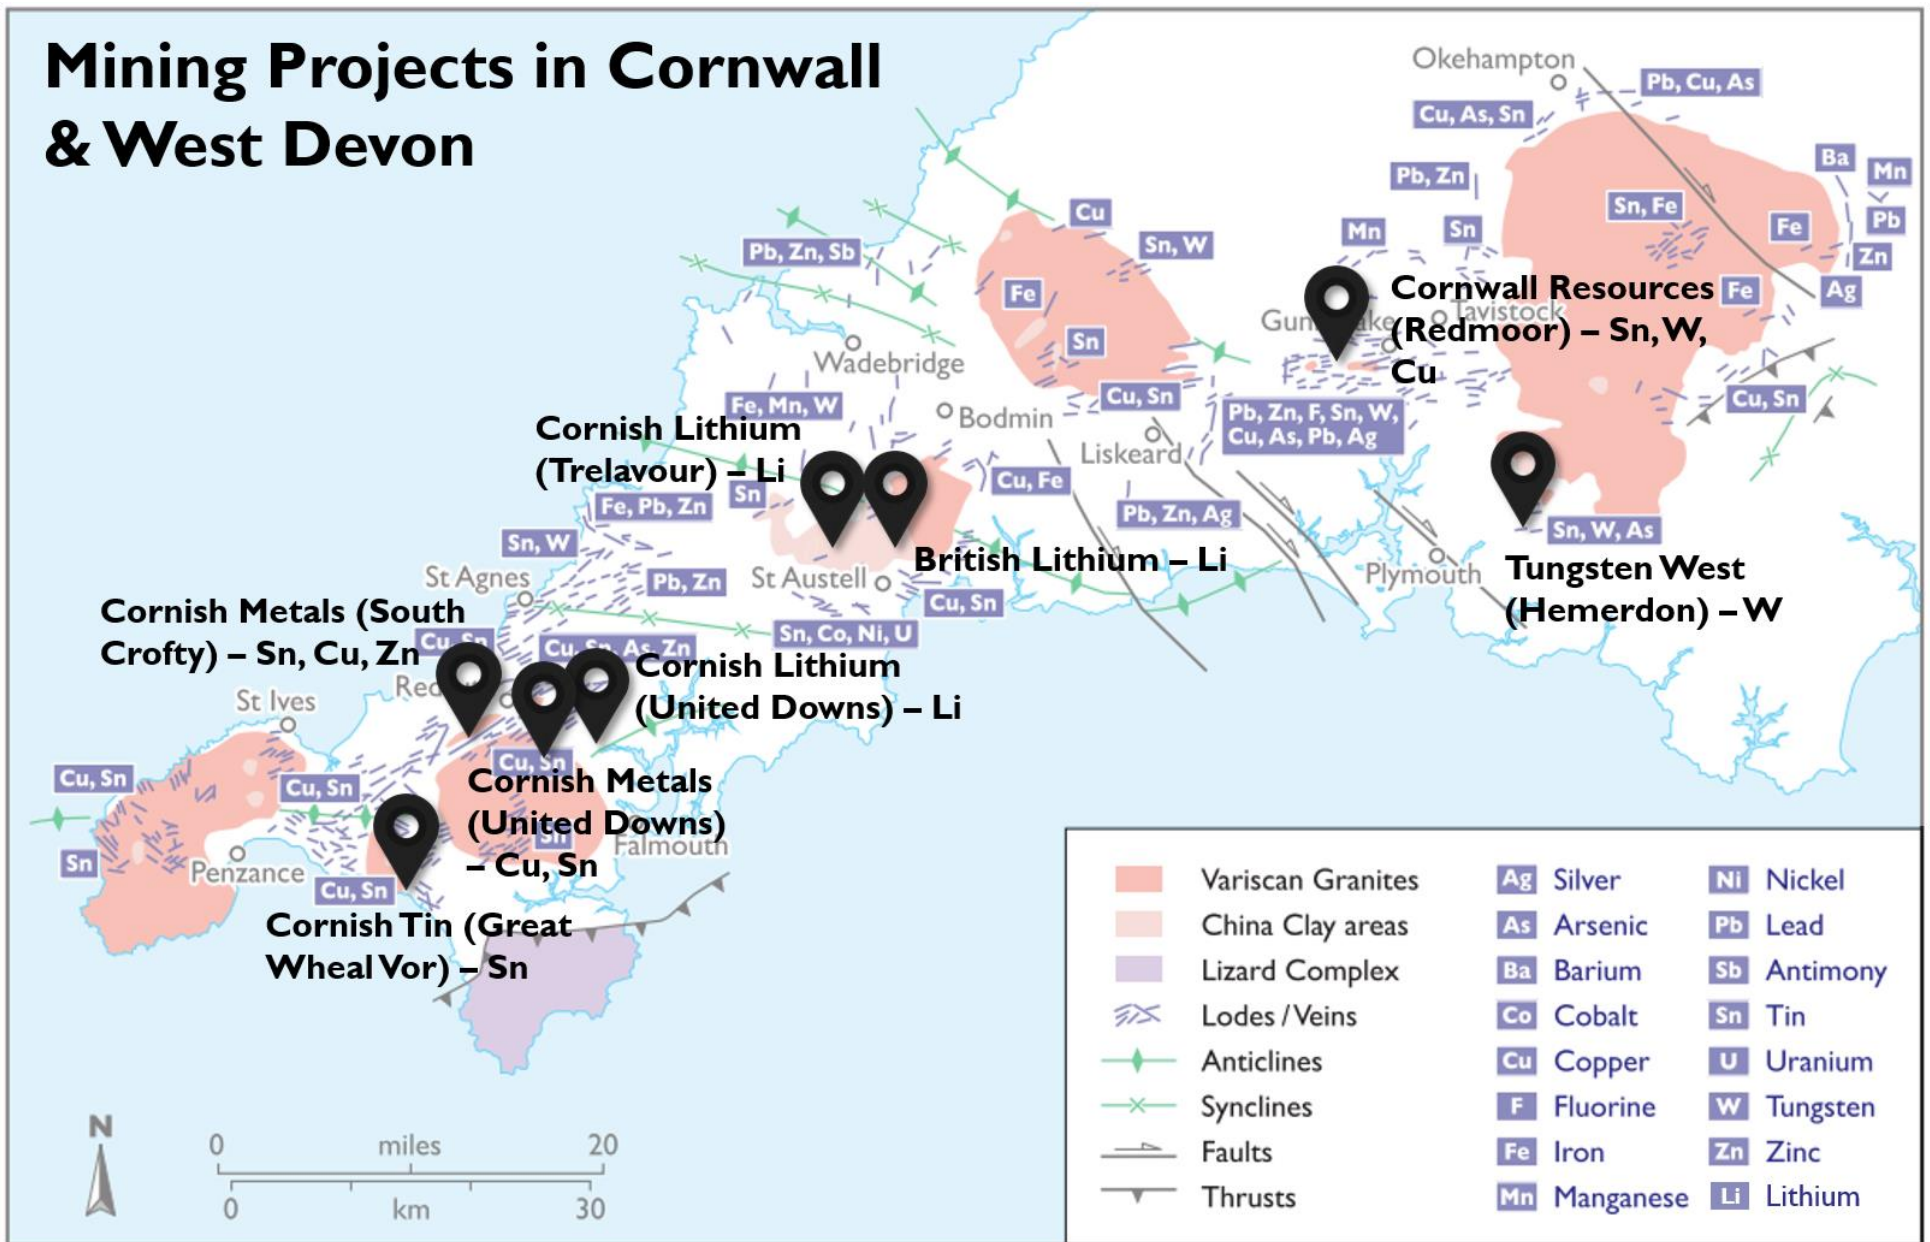 Mining Projects in Cornwall
& West Devon
Okehampton
Pb, Cu, As
Cu, As, Sn
Ba
Mn
Pb, Zn
Pb
Sn, Fe
Fe
Cu
Sn
Mn
Sn, W
Zn
Pb, Zn, Sb
Ag
Fe
Cornwall Resources
(Redmoor) – Sn, W,
Cu
Fe
Tavistock
Sn
Wadebridge
Cu, Sn
Cu, Sn
Fe, Mn, W
Bodmin
Pb, Zn, F, Sn, W,
Cu, As, Pb, Ag
Cornish Lithium
(Trelavour) – Li
Liskeard
Sn
Cu, Fe
Fe, Pb, Zn
Pb, Zn, Ag
Sn, W, As
Sn, W
British Lithium – Li
Plymouth
Tungsten West
(Hemerdon) – W
St Agnes
Pb, Zn
St Austell
Cu, Sn
Cornish Metals (South
Crofty) – Sn, Cu, Zn
Cu, Sn
Cu, Sn, As, Zn
Sn, Co, Ni, U
Cornish Lithium
(United Downs) – Li
St Ives
Cu, Sn
Cu, Sn
Cu, Sn
Cornish Metals
(United Downs)
– Cu, Sn
Sn
Falmouth
Sn
Penzance
Cu, Sn
Cornish Tin (Great
Wheal Vor) – Sn
Variscan Granites
China Clay areas
Lizard Complex
Lodes / Veins
Anticlines
Synclines
Faults
Thrusts
Ag Silver
As Arsenic
Ba Barium
Co Cobalt
Cu Copper
F Fluorine
Fe Iron
Mn Manganese
Ni Nickel
Pb Lead
Sb Antimony
Sn Tin
U Uranium
W Tungsten
Zn Zinc
Li Lithium
N
0 miles 20
0 km 30